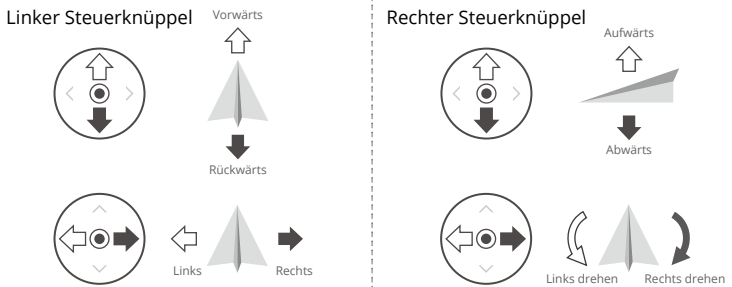 Linker Steuerknüppel
Vorwärts
Rückwärts
Links
Rechts
Rechter Steuerknüppel
Aufwärts
Abwärts
Links drehen
Rechts drehen